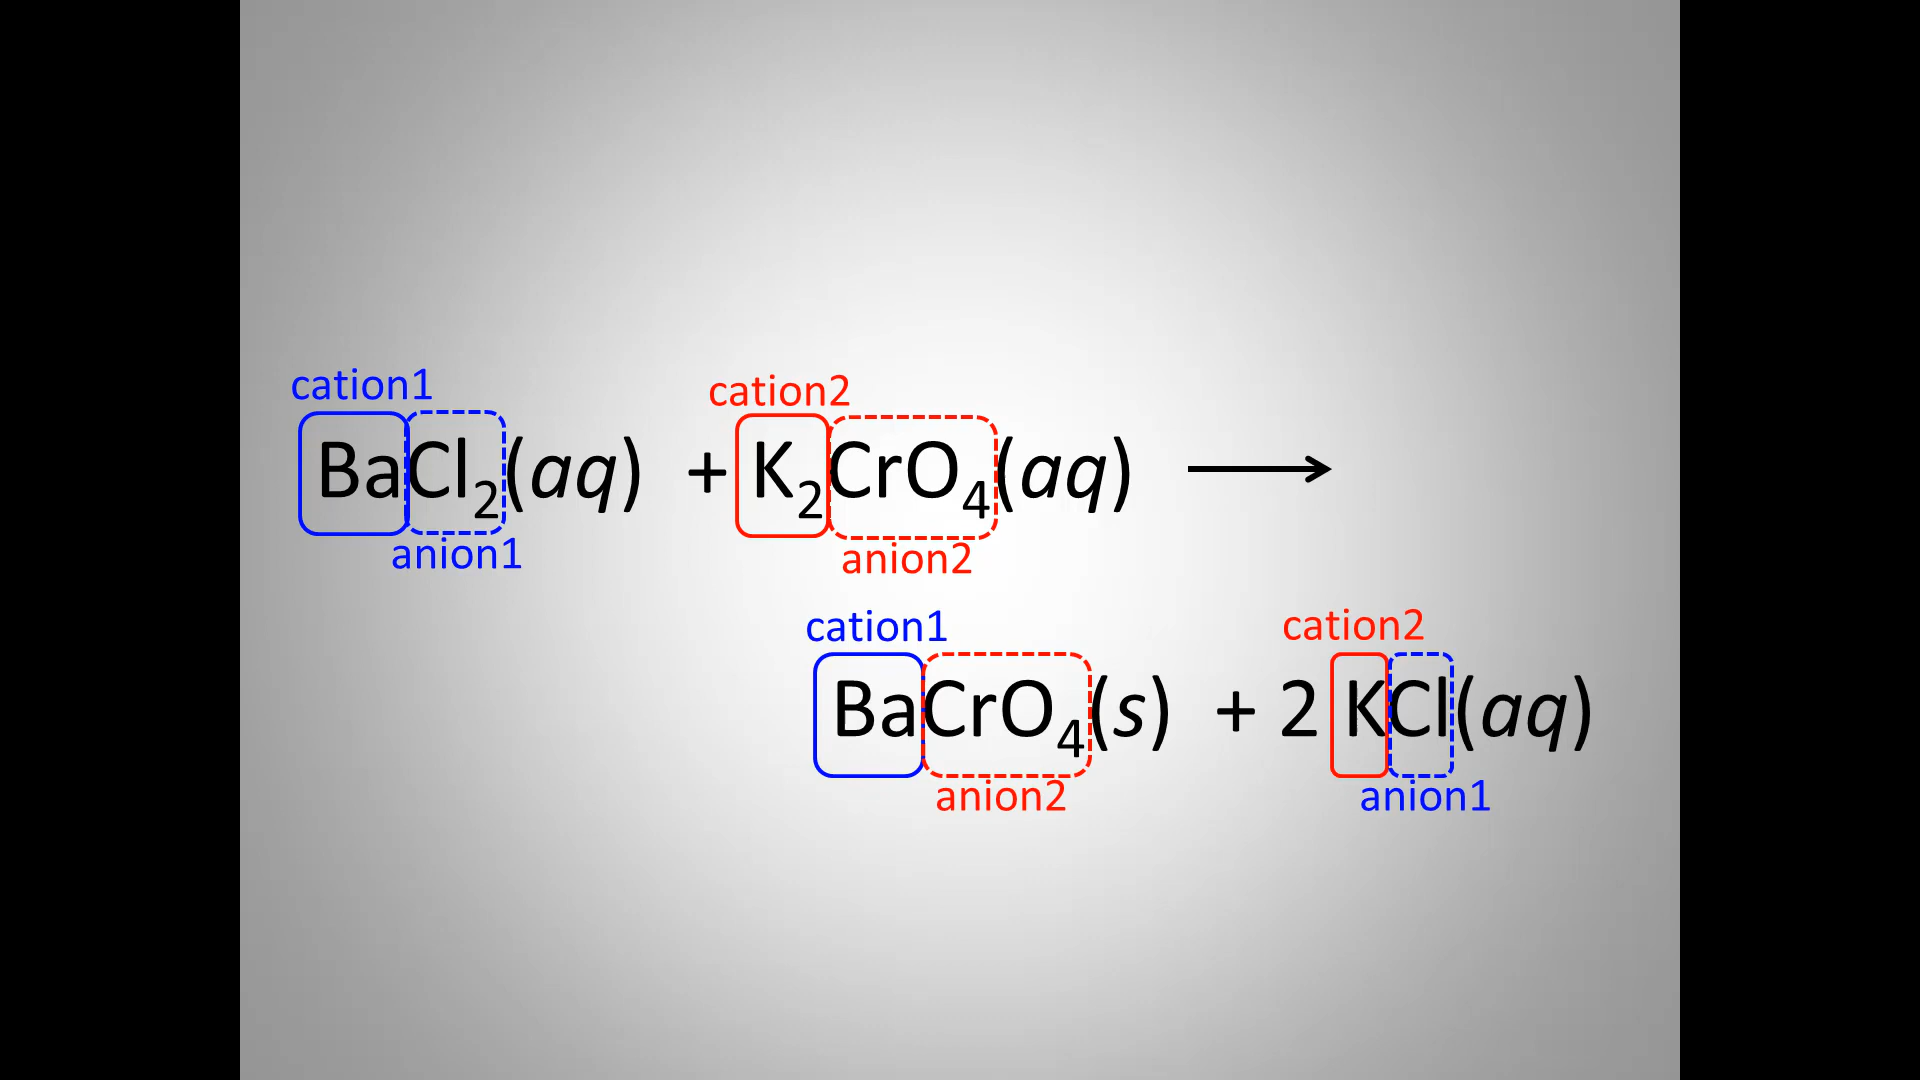 cation1 cation2
BaCl₂(aq) + K₂CrO₄(aq) ⟶
anion1 anion2
cation1 cation2
BaCrO₄(s) + 2 KCl(aq)
anion2 anion1